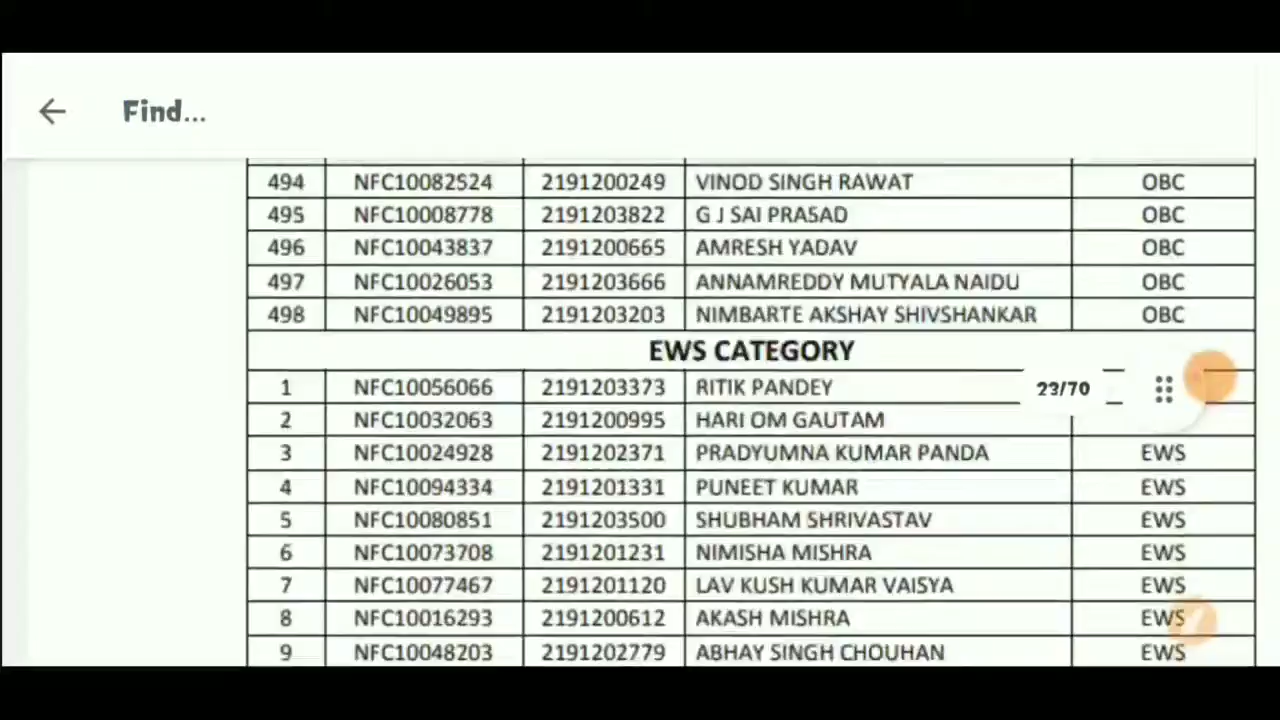 Find...
494 NFC10082524 2191200249 VINOD SINGH RAWAT OBC
495 NFC10008778 2191203822 G J SAI PRASAD OBC
496 NFC10043837 2191200665 AMRESH YADAV OBC
497 NFC10026053 2191203666 ANNAMREDDY MUTYALA NAIDU OBC
498 NFC10049895 2191203203 NIMBARTE AKSHAY SHIVSHANKAR OBC
EWS CATEGORY
1 NFC10056066 2191203373 RITIK PANDEY 23/70
2 NFC10032063 2191200995 HARI OM GAUTAM
3 NFC10024928 2191202371 PRADYUMNA KUMAR PANDA EWS
4 NFC10094334 2191201331 PUNEET KUMAR EWS
5 NFC10080851 2191203500 SHUBHAM SHRIVASTAV EWS
6 NFC10073708 2191201231 NIMISHA MISHRA EWS
7 NFC10077467 2191201120 LAV KUSH KUMAR VAISYA EWS
8 NFC10016293 2191200612 AKASH MISHRA EWS
9 NFC10048203 2191202779 ABHAY SINGH CHOUHAN EWS